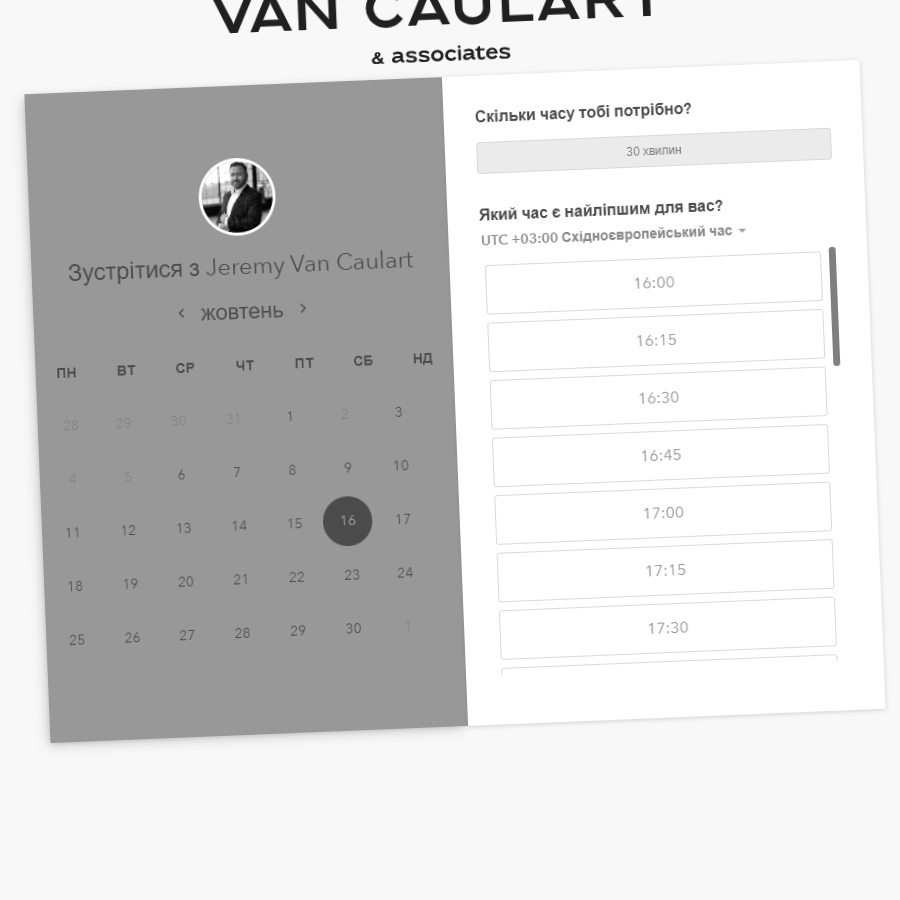 VAN CAULART
& associates
Зустрітися з Jeremy Van Caulart
жовтень
ПН ВТ СР ЧТ ПТ СБ НД
28 29 30 31 1 2 3
4 5 6 7 8 9 10
11 12 13 14 15 16 17
18 19 20 21 22 23 24
25 26 27 28 29 30 1
Скільки часу тобі потрібно?
30 хвилин
Який час є найліпшим для вас?
UTC +03:00 Східноєвропейський час
16:00
16:15
16:30
16:45
17:00
17:15
17:30